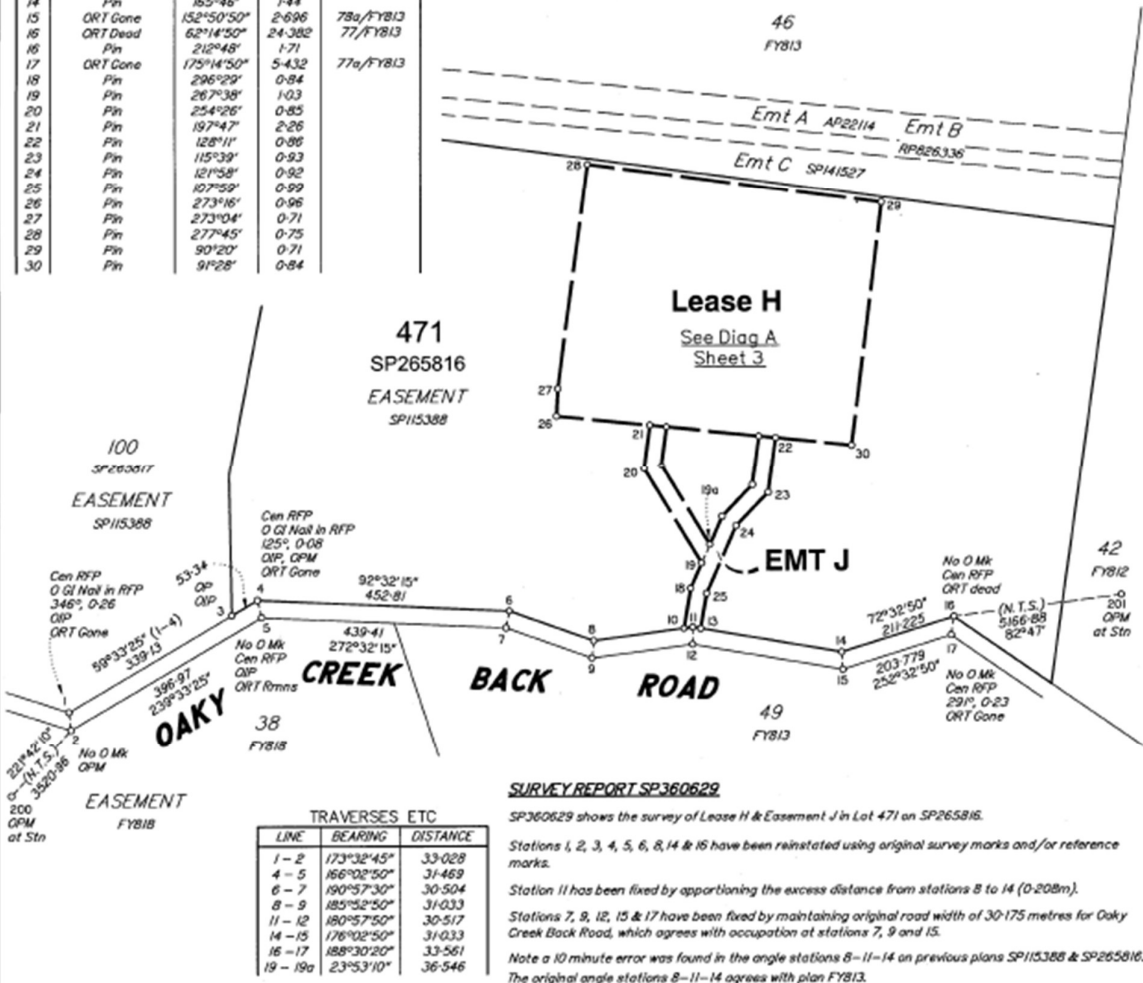 14 Pin 165°46' 1·44
15 ORT Gone 152°50'50" 2·696 78a/FY813
16 ORT Dead 62°14'50" 24·382 77/FY813
16 Pin 212°48' 1·71
17 ORT Gone 175°14'50" 5·432 77a/FY813
18 Pin 296°29' 0·84
19 Pin 267°38' 1·03
20 Pin 254°26' 0·85
21 Pin 197°47' 2·26
22 Pin 128°11' 0·86
23 Pin 115°39' 0·93
24 Pin 121°58' 0·92
25 Pin 107°59' 0·99
26 Pin 273°16' 0·96
27 Pin 273°04' 0·71
28 Pin 277°45' 0·75
29 Pin 90°20' 0·71
30 Pin 91°28' 0·84
46
FY813
Emt A AP22114 Emt B
RP826336
Emt C SP141527
28
29
Lease H
See Diag A
Sheet 3
27
26
21
22
30
20
23
19a
24
19
EMT J
18
25
471
SP265816
EASEMENT
SP115388
100
SP265817
EASEMENT
SP115388
Cen RFP
O GI Nail in RFP
125°, 0·08
OIP, OPM
ORT Gone
Cen RFP
O GI Nail in RFP
346°, 0·26
OIP
ORT Gone
53·34
OP
OIP
3
4
5
59°33'25" (1-4)
339·13
396·97
239°33'25"
No O Mk
Cen RFP
OIP
ORT Rmns
92°32'15"
452·81
439·41
272°32'15"
6
7
8
9
10
11
13
12
14
15
72°32'50"
211·225
203·779
252°32'50"
No O Mk
Cen RFP
ORT dead
16
17
(N.T.S.)
5166·88
82°47'
42
FY812
201
OPM
at Stn
No O Mk
Cen RFP
291°, 0·23
ORT Gone
OAKY CREEK BACK ROAD
38
FY818
49
FY813
2
No O Mk
OPM
221°42'10"
(N.T.S.)
3520·96
200
OPM
at Stn
EASEMENT
FY818
TRAVERSES ETC
LINE BEARING DISTANCE
1 - 2 173°32'45" 33·028
4 - 5 166°02'50" 31·469
6 - 7 190°57'30" 30·504
8 - 9 185°52'50" 31·033
11 - 12 180°57'50" 30·517
14 - 15 176°02'50" 31·033
16 - 17 188°30'20" 33·561
19 - 19a 23°53'10" 36·546
SURVEY REPORT SP360629
SP360629 shows the survey of Lease H & Easement J in Lot 471 on SP265816.
Stations 1, 2, 3, 4, 5, 6, 8, 14 & 16 have been reinstated using original survey marks and/or reference
marks.
Station 11 has been fixed by apportioning the excess distance from stations 8 to 14 (0·208m).
Stations 7, 9, 12, 15 & 17 have been fixed by maintaining original road width of 30·175 metres for Oaky
Creek Back Road, which agrees with occupation at stations 7, 9 and 15.
Note a 10 minute error was found in the angle stations 8-11-14 on previous plans SP115388 & SP265816.
The original angle stations 8-11-14 agrees with plan FY813.